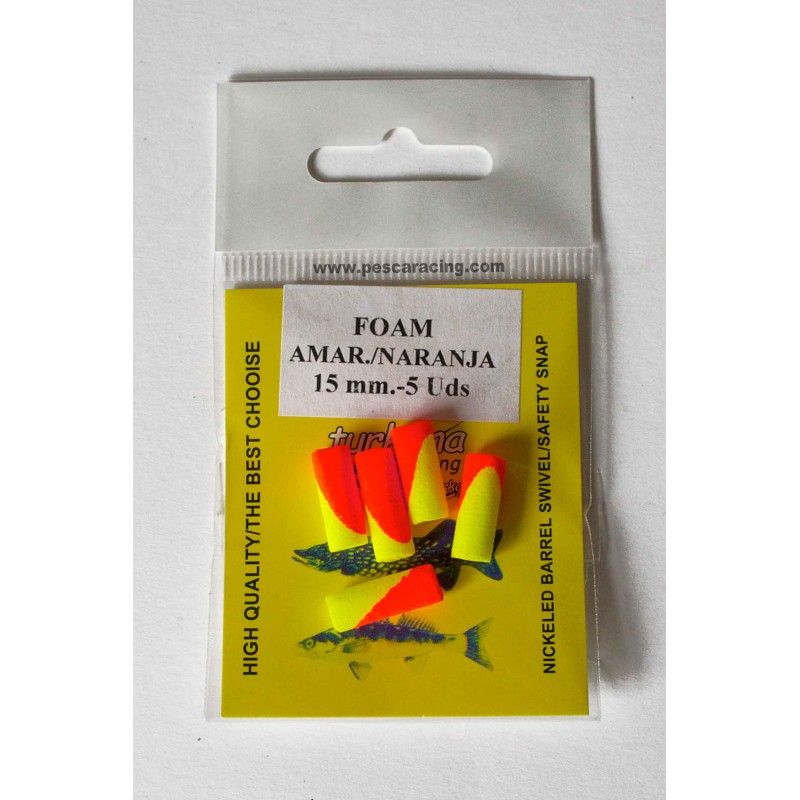 www.pescaracing.com
FOAM
AMAR./NARANJA
15 mm.-5 Uds
HIGH QUALITY/THE BEST CHOOISE
NICKELED BARREL SWIVEL/SAFETY SNAP